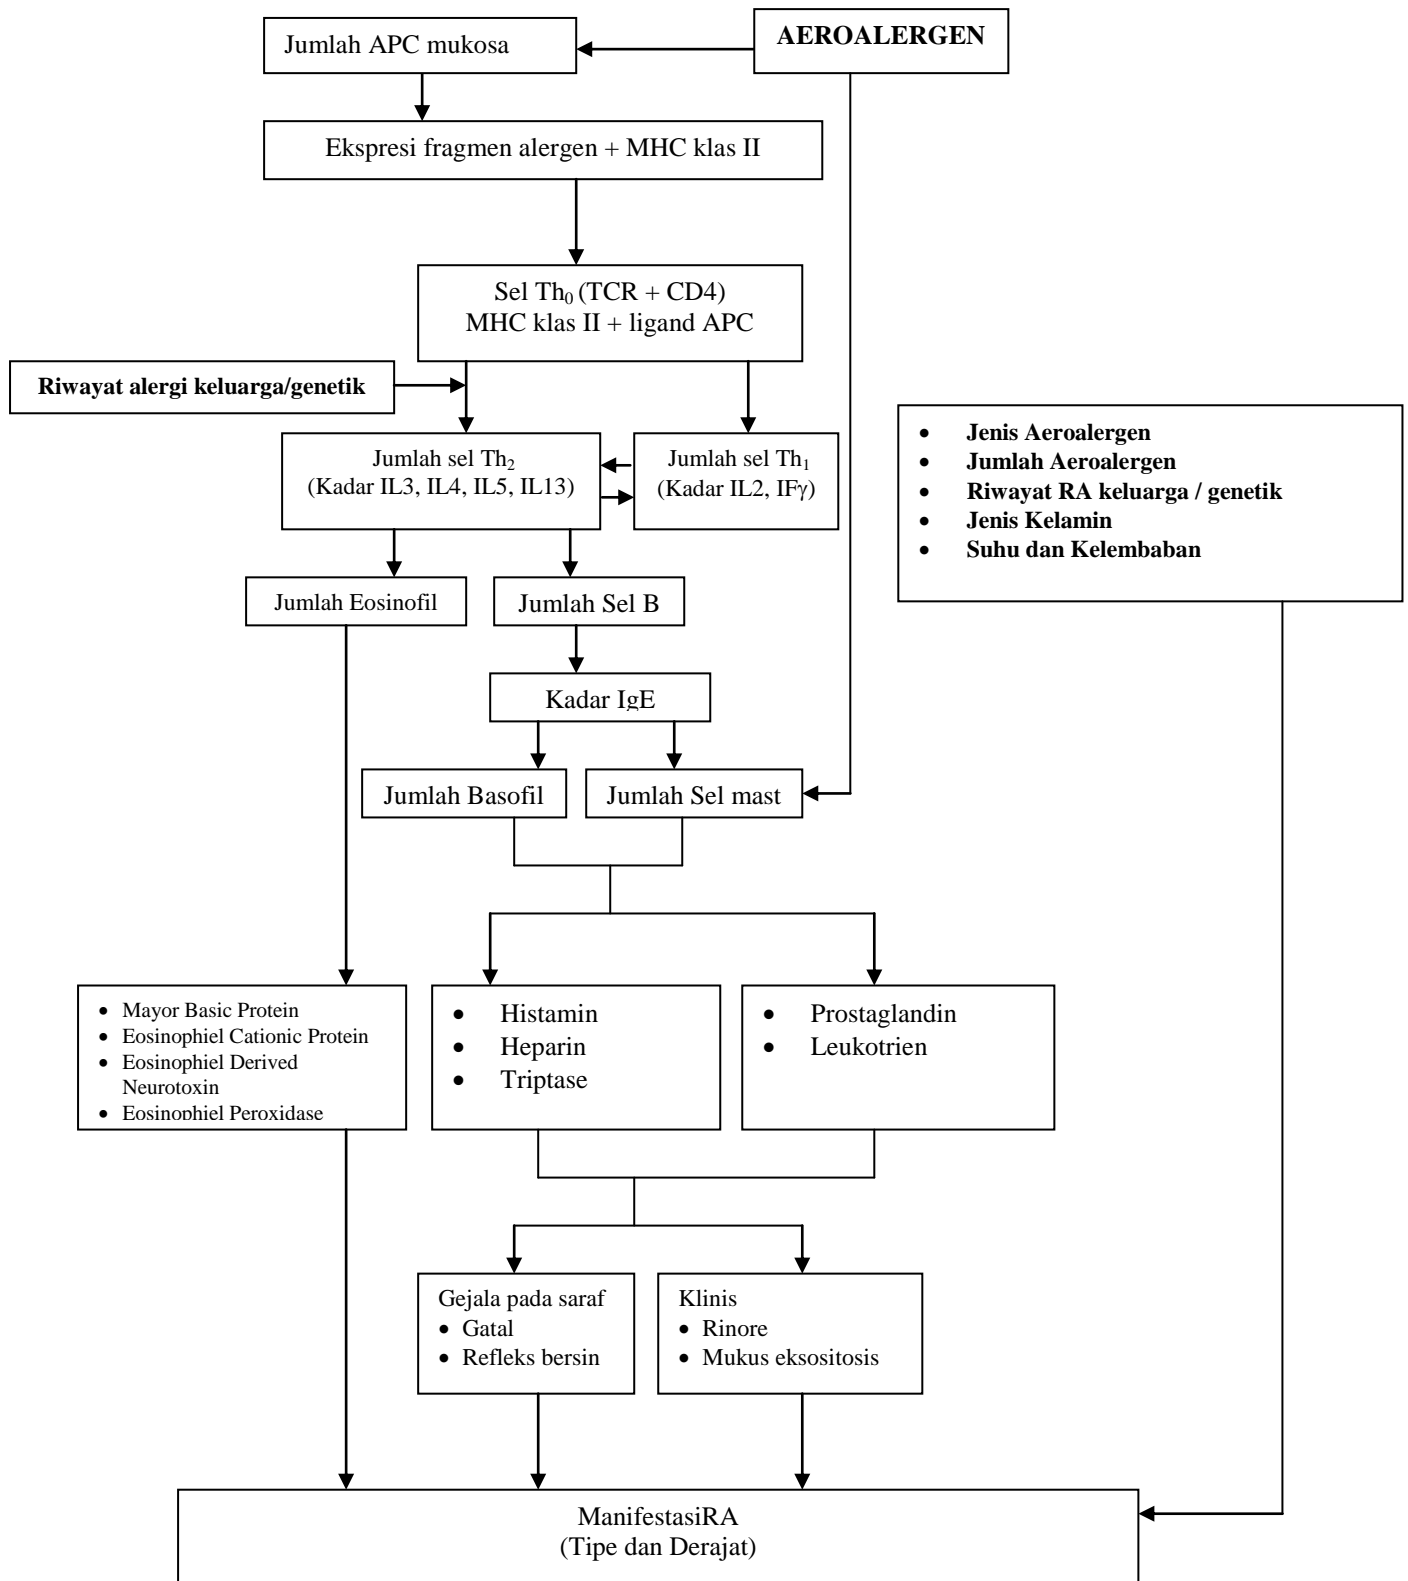 AEROALERGEN
Jumlah APC mukosa
Ekspresi fragmen alergen + MHC klas II
Sel Th₀ (TCR + CD4)
MHC klas II + ligand APC
Riwayat alergi keluarga/genetik
Jumlah sel Th₂
(Kadar IL3, IL4, IL5, IL13)
Jumlah sel Th₁
(Kadar IL2, IFγ)
• Jenis Aeroalergen
• Jumlah Aeroalergen
• Riwayat RA keluarga / genetik
• Jenis Kelamin
• Suhu dan Kelembaban
Jumlah Eosinofil
Jumlah Sel B
Kadar IgE
Jumlah Basofil
Jumlah Sel mast
• Mayor Basic Protein
• Eosinophiel Cationic Protein
• Eosinophiel Derived
Neurotoxin
• Eosinophiel Peroxidase
• Histamin
• Heparin
• Triptase
• Prostaglandin
• Leukotrien
Gejala pada saraf
• Gatal
• Refleks bersin
Klinis
• Rinore
• Mukus eksositosis
ManifestasiRA
(Tipe dan Derajat)